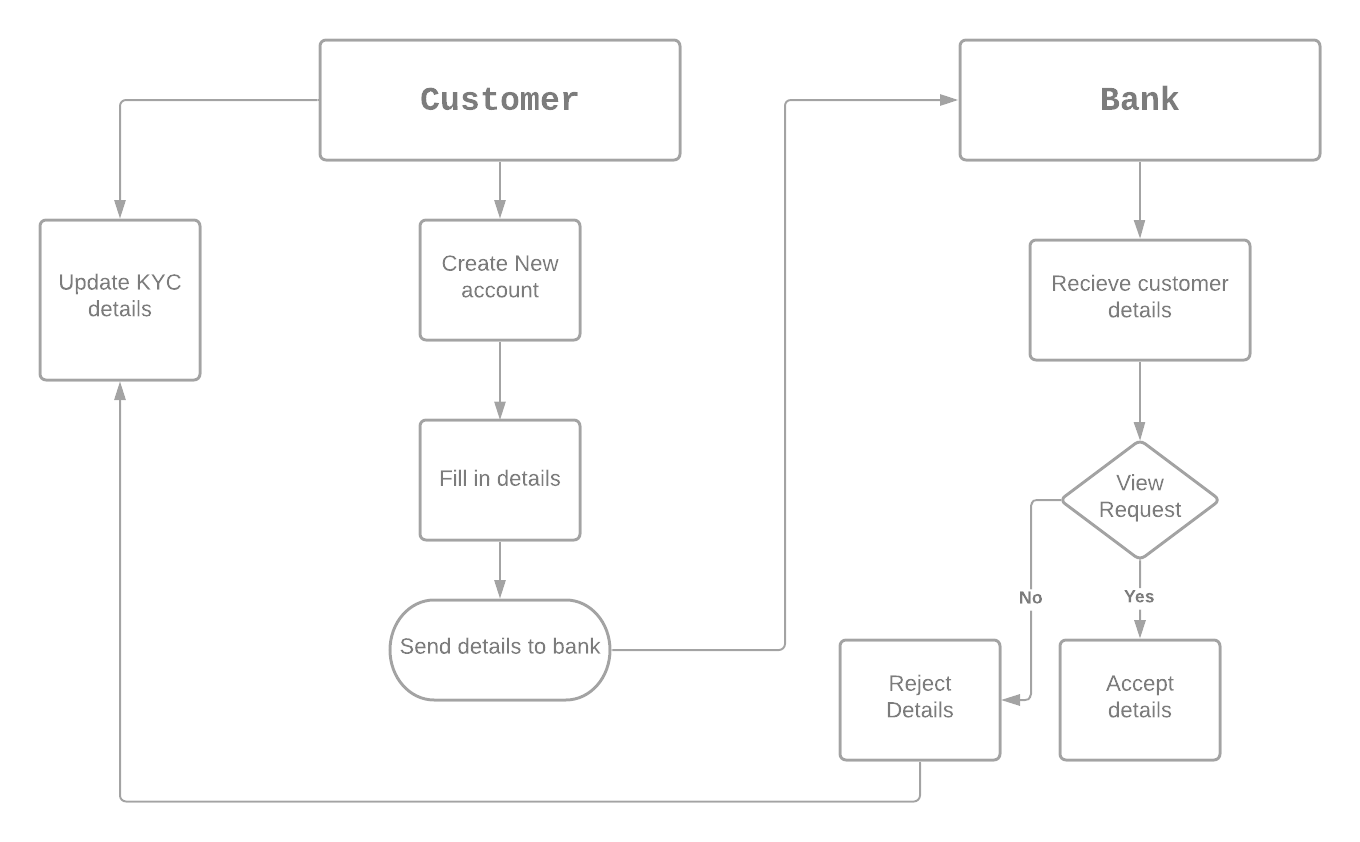 Customer
Bank
Update KYC
details
Create New
account
Recieve customer
details
Fill in details
View
Request
No
Yes
Send details to bank
Reject
Details
Accept
details